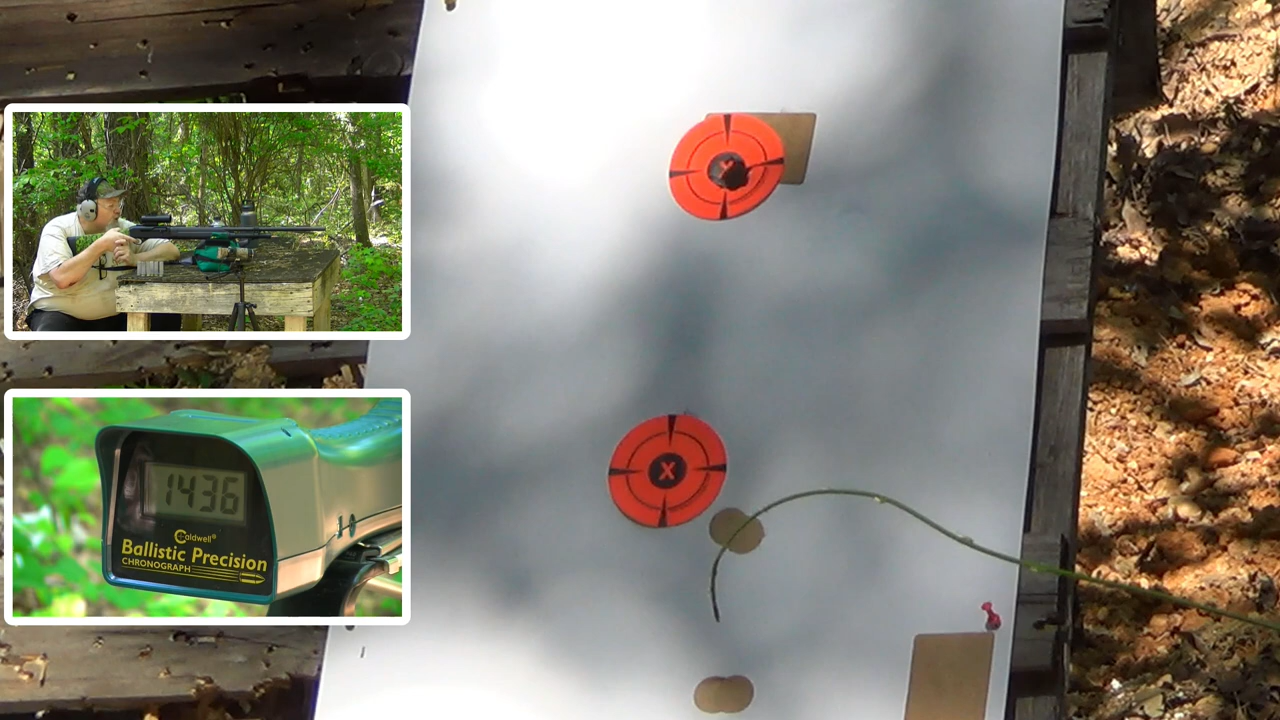 X
1436
Caldwell®
Ballistic Precision
CHRONOGRAPH
X